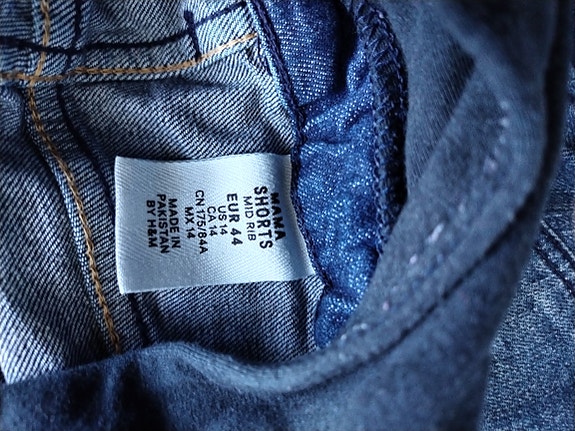 MAMA
SHORTS
MID RIB
EUR 44
US 14
CA 14
CN 175/84A
MX 14
MADE IN
PAKISTAN
BY H&M